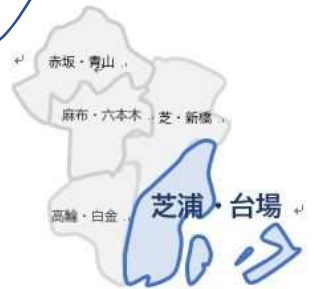 赤坂・青山
麻布・六本木
芝・新橋
高輪・白金
芝浦・台場